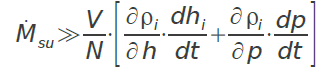 Ṁ_su ≫ V/N · [ ∂ρ_i/∂h · dh_i/dt + ∂ρ_i/∂p · dp/dt ]